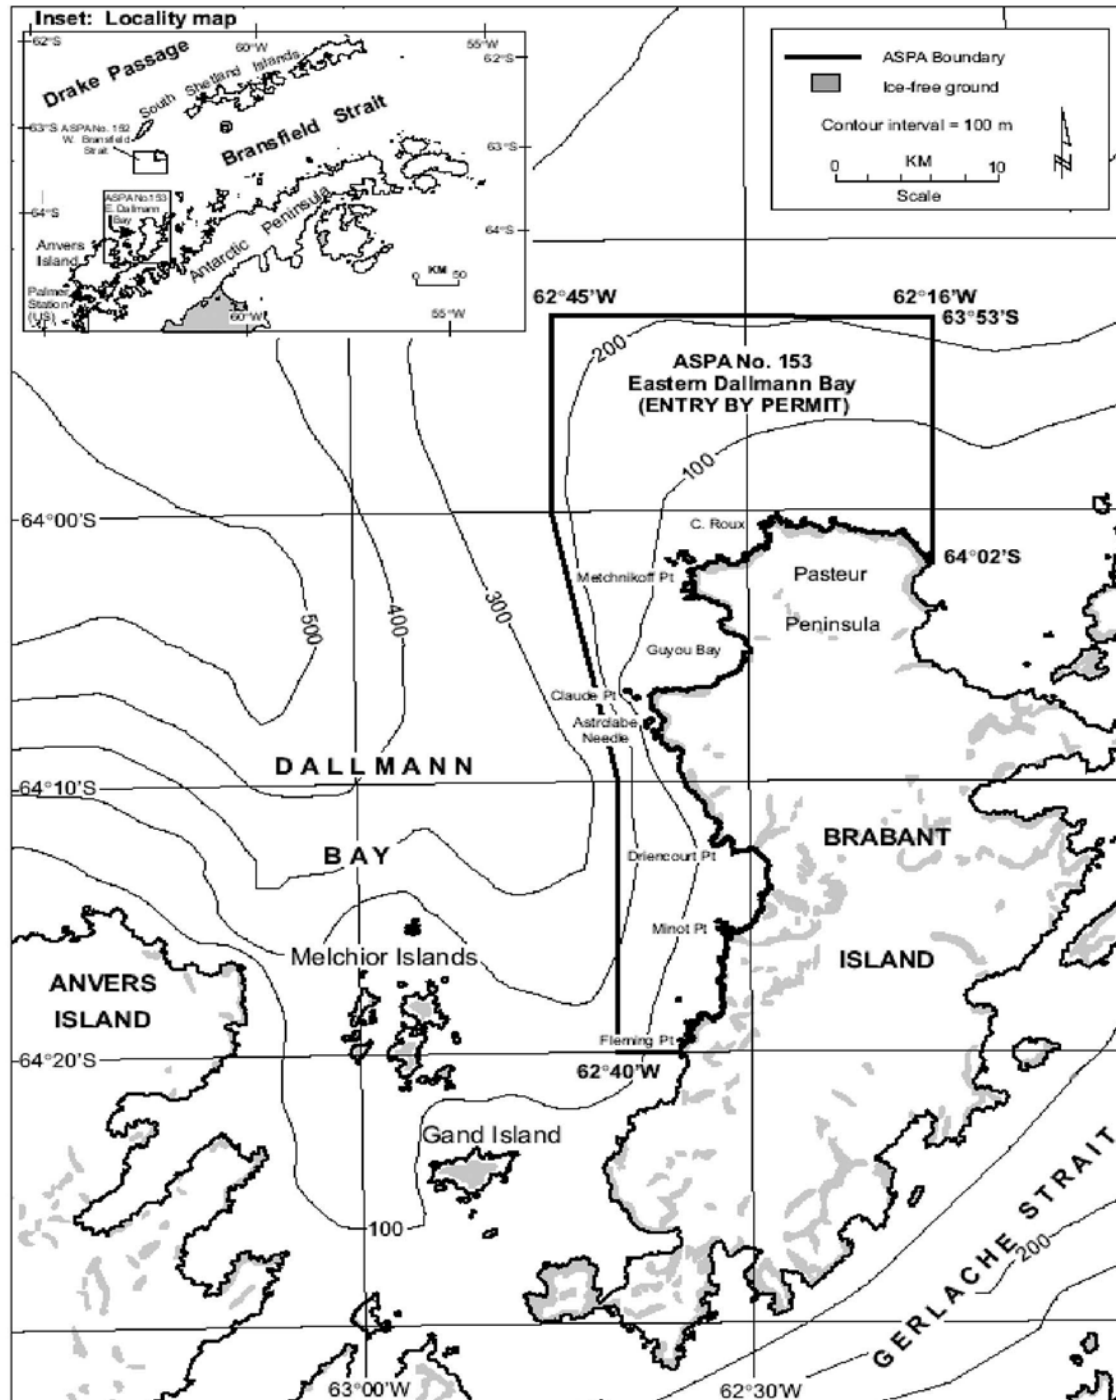 Inset: Locality map
62°S
60°W
55°W
62°S
Drake Passage
South Shetland Islands
63°S
ASPA No. 152
W. Bransfield
Strait
Bransfield Strait
63°S
ASPA No.153
E. Dallmann
Bay
64°S
64°S
Anvers
Island
Antarctic Peninsula
Palmer
Station
(US)
0 KM 50
60°W
55°W
ASPA Boundary
Ice-free ground
Contour interval = 100 m
0 KM 10
Scale
N
62°45'W
62°16'W
63°53'S
200
ASPA No. 153
Eastern Dallmann Bay
(ENTRY BY PERMIT)
100
64°00'S
C. Roux
64°02'S
Metchnikoff Pt
Pasteur
Peninsula
500
400
300
Guyou Bay
Claude Pt
Astrolabe
Needle
DALLMANN
BAY
64°10'S
BRABANT
ISLAND
Driencourt Pt
Minot Pt
Melchior Islands
ANVERS
ISLAND
Fleming Pt
64°20'S
62°40'W
Gand Island
100
GERLACHE STRAIT
200
63°00'W
62°30'W